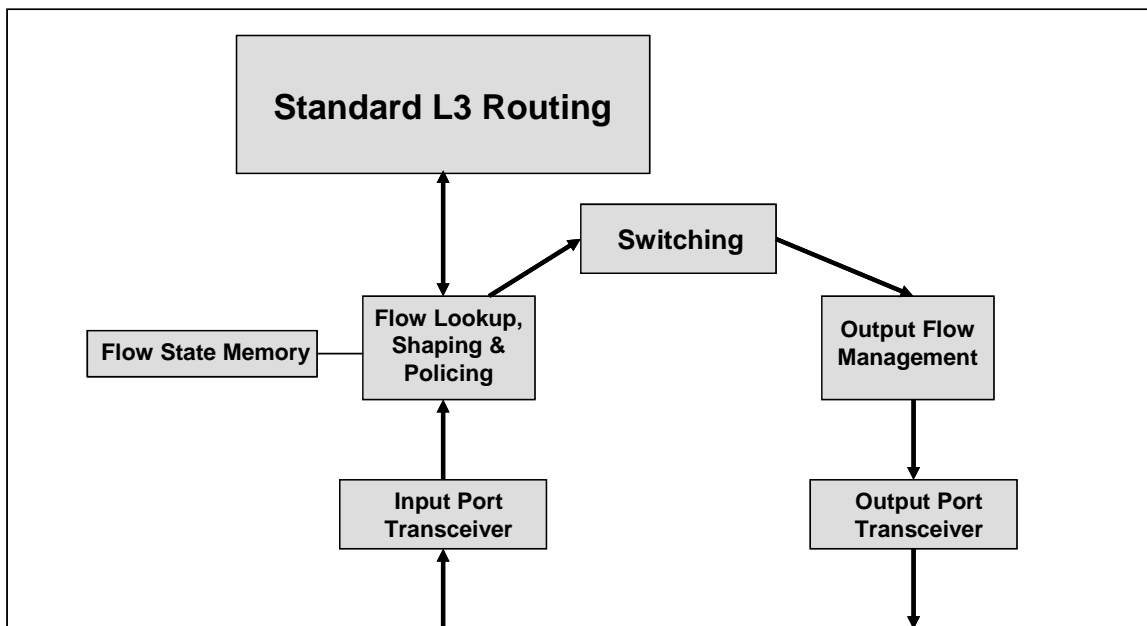 Standard L3 Routing
Switching
Flow Lookup,
Shaping &
Policing
Output Flow
Management
Flow State Memory
Input Port
Transceiver
Output Port
Transceiver